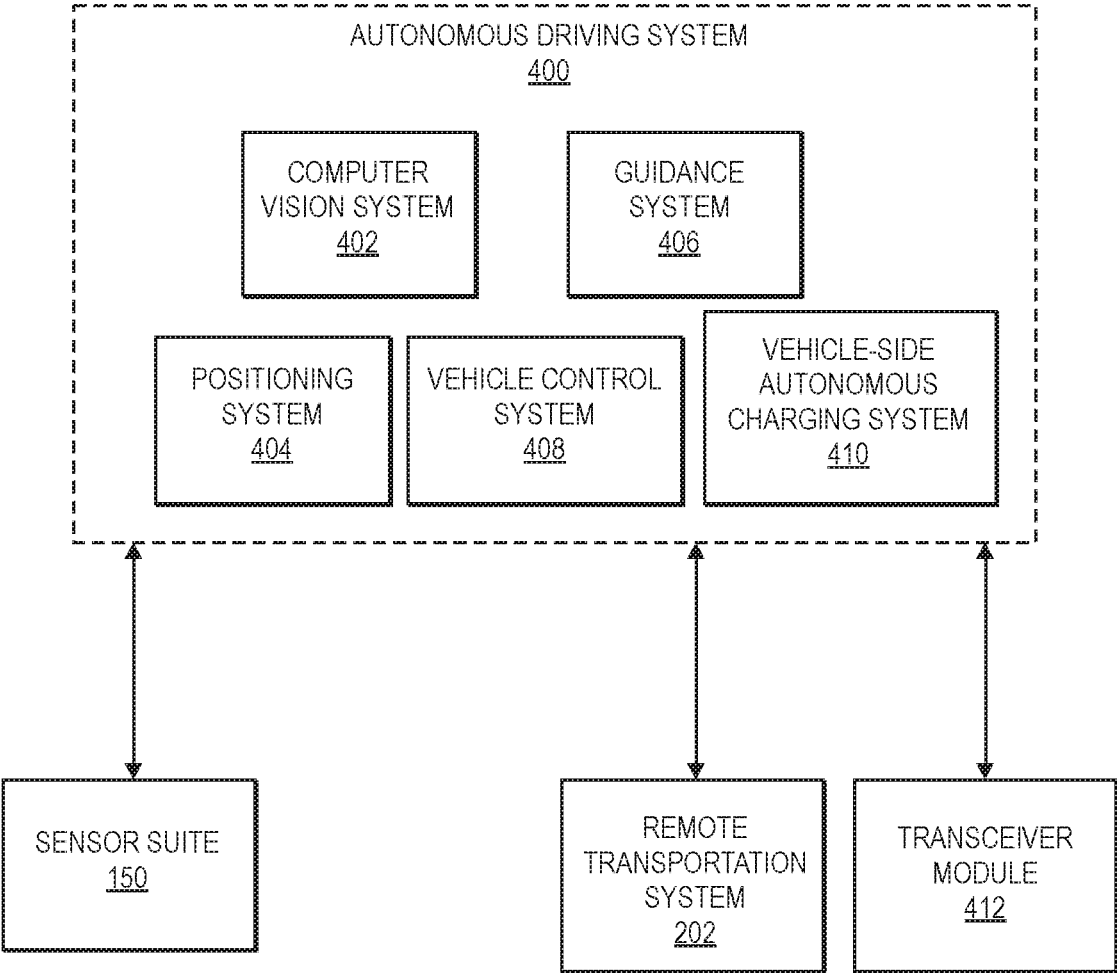 AUTONOMOUS DRIVING SYSTEM
400
COMPUTER
VISION SYSTEM
402
GUIDANCE
SYSTEM
406
POSITIONING
SYSTEM
404
VEHICLE CONTROL
SYSTEM
408
VEHICLE-SIDE
AUTONOMOUS
CHARGING SYSTEM
410
SENSOR SUITE
150
REMOTE
TRANSPORTATION
SYSTEM
202
TRANSCEIVER
MODULE
412